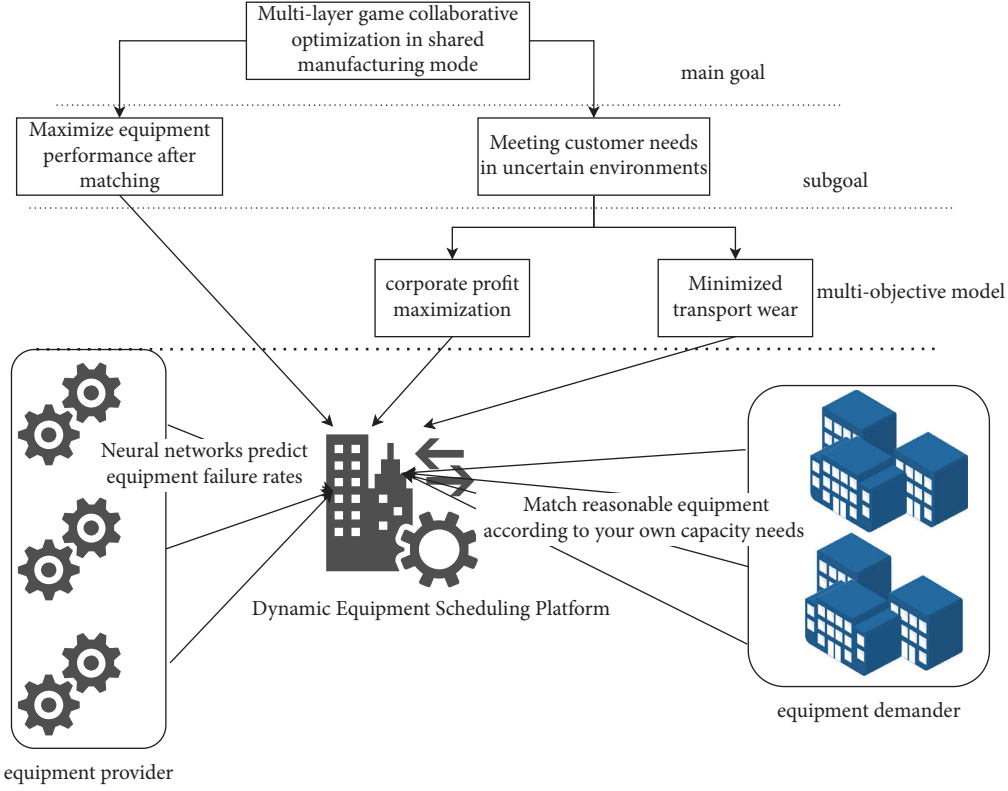 Multi-layer game collaborative
optimization in shared
manufacturing mode
main goal
Maximize equipment
performance after
matching
Meeting customer needs
in uncertain environments
subgoal
corporate profit
maximization
Minimized
transport wear
multi-objective model
Neural networks predict
equipment failure rates
Match reasonable equipment
according to your own capacity needs
Dynamic Equipment Scheduling Platform
equipment demander
equipment provider